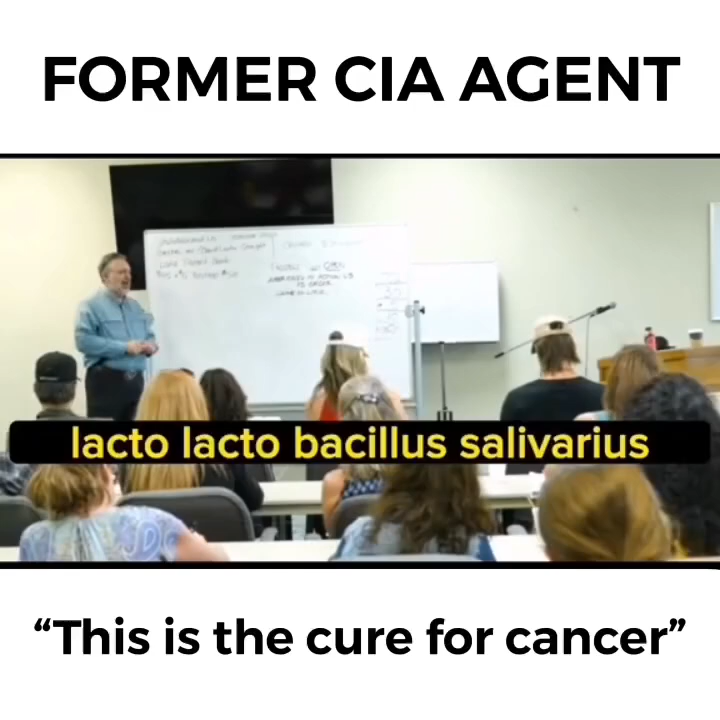 FORMER CIA AGENT
lacto lacto bacillus salivarius
“This is the cure for cancer”